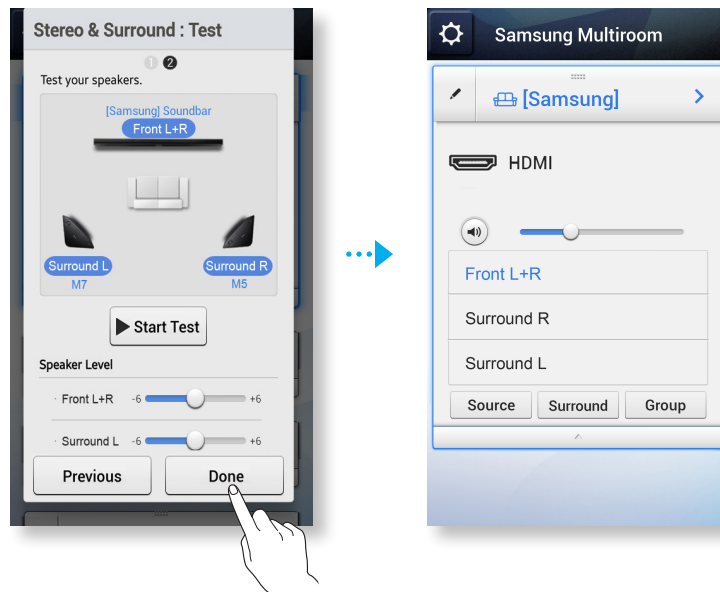 Stereo & Surround : Test
1 2
Test your speakers.
[Samsung] Soundbar
Front L+R
Surround L
Surround R
M7
M5
Start Test
Speaker Level
· Front L+R -6 +6
· Surround L -6 +6
Previous
Done
Samsung Multiroom
[Samsung]
HDMI
HDMI
Front L+R
Surround R
Surround L
Source
Surround
Group